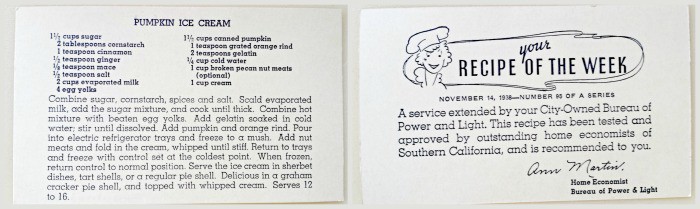 PUMPKIN ICE CREAM
1½ cups sugar
2 tablespoons cornstarch
1 teaspoon cinnamon
½ teaspoon ginger
½ teaspoon mace
½ teaspoon salt
2 cups evaporated milk
4 egg yolks
1½ cups canned pumpkin
1 teaspoon grated orange rind
2 teaspoons gelatin
¼ cup cold water
1 cup broken pecan nut meats
(optional)
1 cup cream
Combine sugar, cornstarch, spices and salt. Scald evaporated
milk, add the sugar mixture, and cook until thick. Combine hot
mixture with beaten egg yolks. Add gelatin soaked in cold
water; stir until dissolved. Add pumpkin and orange rind. Pour
into electric refrigerator trays and freeze to a mush. Add nut
meats and fold in the cream, whipped until stiff. Return to trays
and freeze with control set at the coldest point. When frozen,
return control to normal position. Serve the ice cream in sherbet
dishes, tart shells, or a regular pie shell. Delicious in a graham
cracker pie shell, and topped with whipped cream. Serves 12
to 16.
your
RECIPE OF THE WEEK
NOVEMBER 14, 1938—NUMBER 95 OF A SERIES
A service extended by your City-Owned Bureau of
Power and Light. This recipe has been tested and
approved by outstanding home economists of
Southern California, and is recommended to you.
Ann Martin.
Home Economist
Bureau of Power & Light